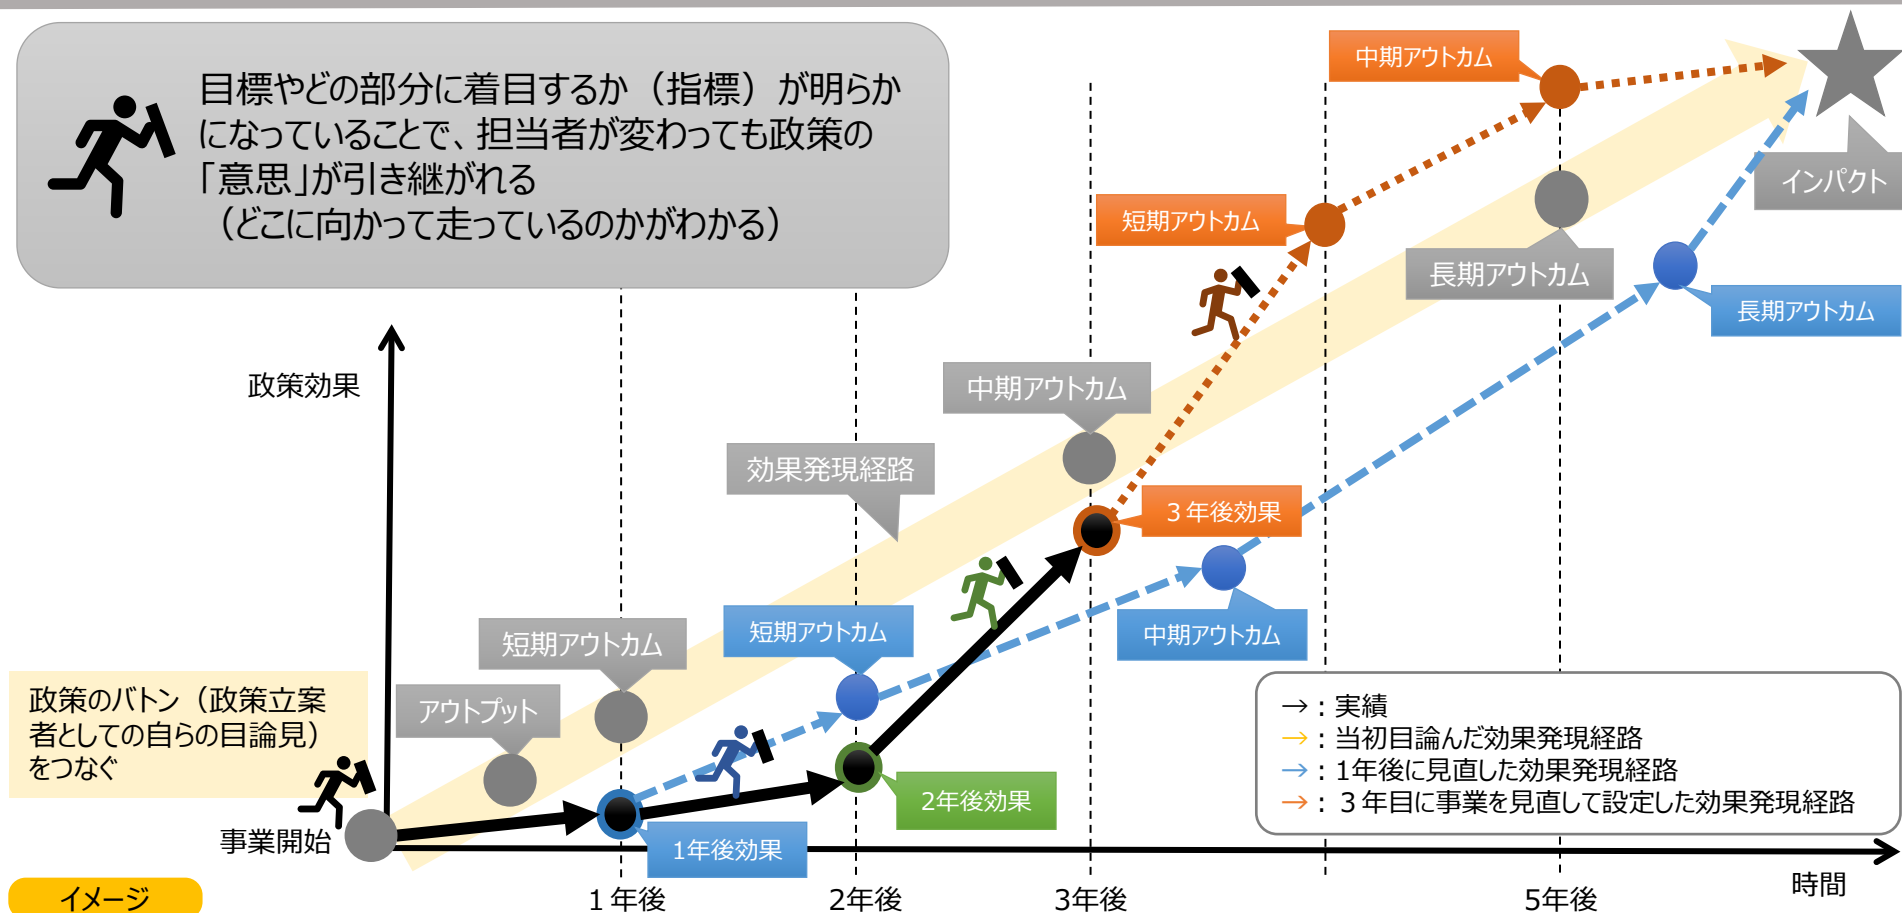 目標やどの部分に着目するか（指標）が明らか
になっていることで、担当者が変わっても政策の
「意思」が引き継がれる
（どこに向かって走っているのかがわかる）
中期アウトカム
インパクト
短期アウトカム
長期アウトカム
長期アウトカム
政策効果
中期アウトカム
効果発現経路
３年後効果
短期アウトカム
短期アウトカム
中期アウトカム
政策のバトン（政策立案
者としての自らの目論見）
をつなぐ
アウトプット
2年後効果
事業開始
1年後効果
→：実績
→：当初目論んだ効果発現経路
→：1年後に見直した効果発現経路
→：３年目に事業を見直して設定した効果発現経路
イメージ
１年後
2年後
3年後
5年後
時間